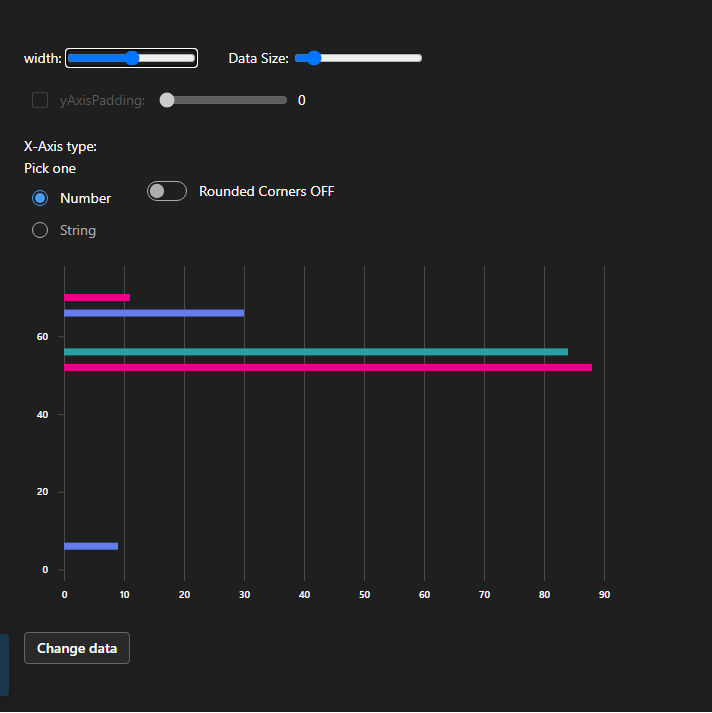 width: Data Size:
yAxisPadding: 0
X-Axis type:
Pick one
Number Rounded Corners OFF
String
60
40
20
0
0 10 20 30 40 50 60 70 80 90
Change data